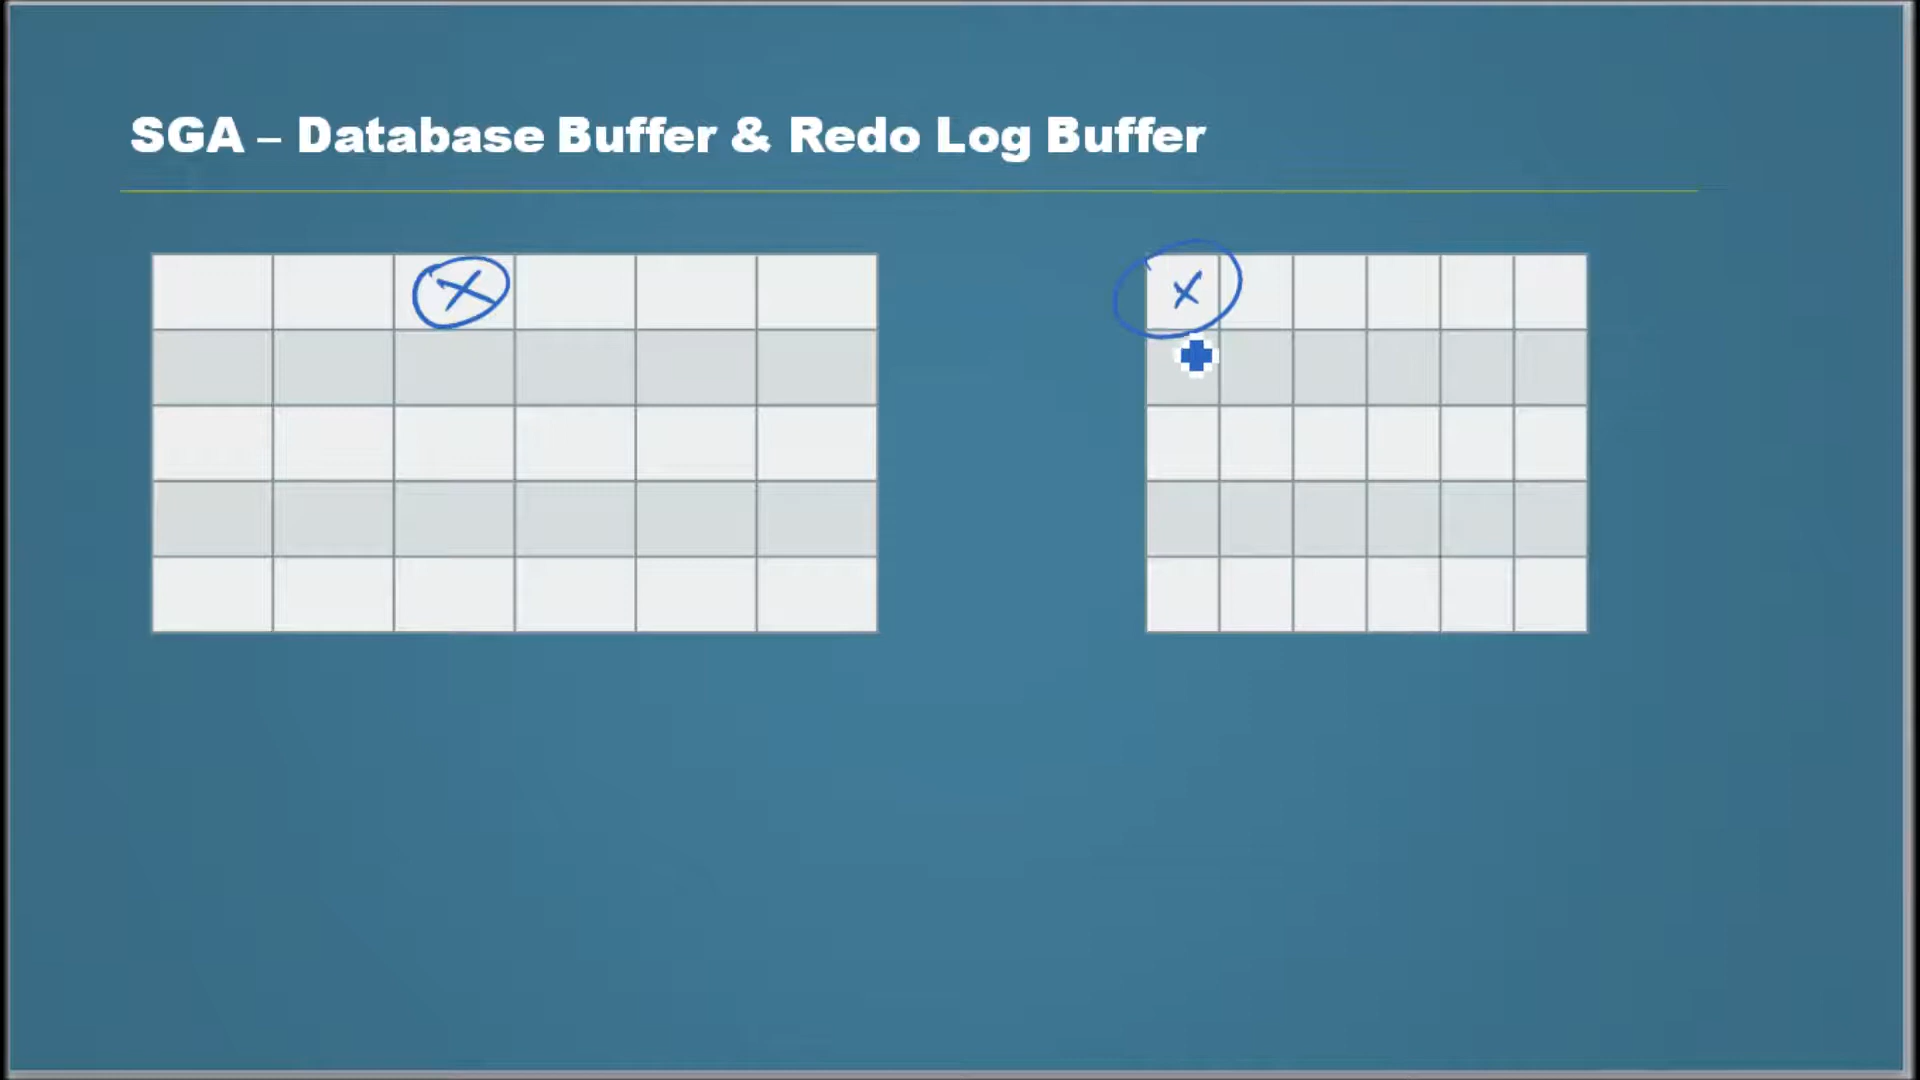 SGA – Database Buffer & Redo Log Buffer
X X